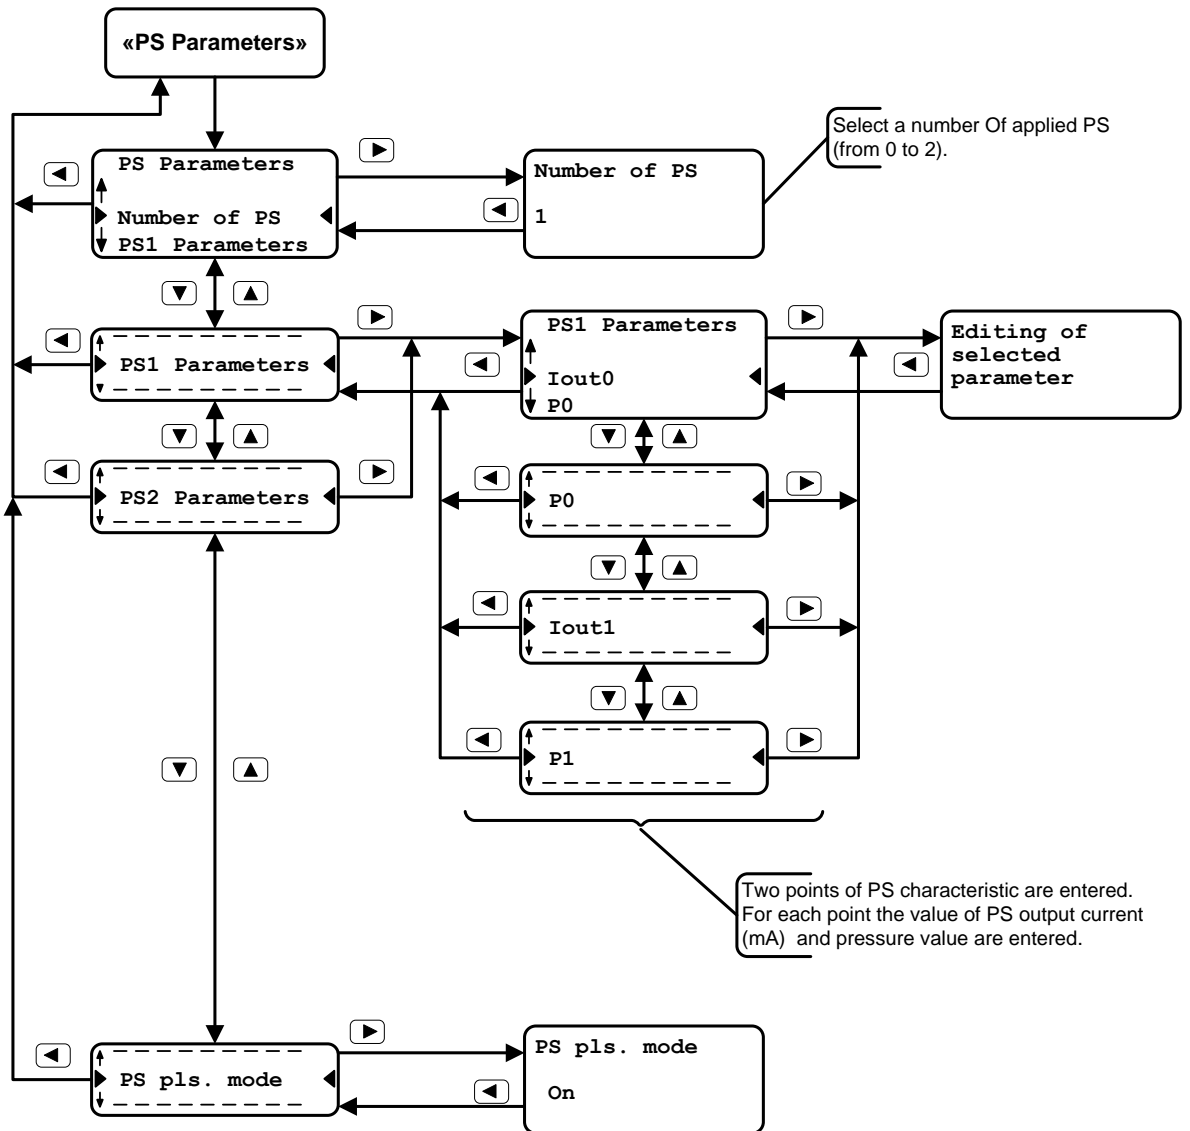 «PS Parameters»
PS Parameters
Number of PS
PS1 Parameters
Number of PS
1
Select a number Of applied PS
(from 0 to 2).
PS1 Parameters
PS1 Parameters
Iout0
P0
Editing of
selected
parameter
PS2 Parameters
P0
Iout1
P1
Two points of PS characteristic are entered.
For each point the value of PS output current
(mA) and pressure value are entered.
PS pls. mode
PS pls. mode
On